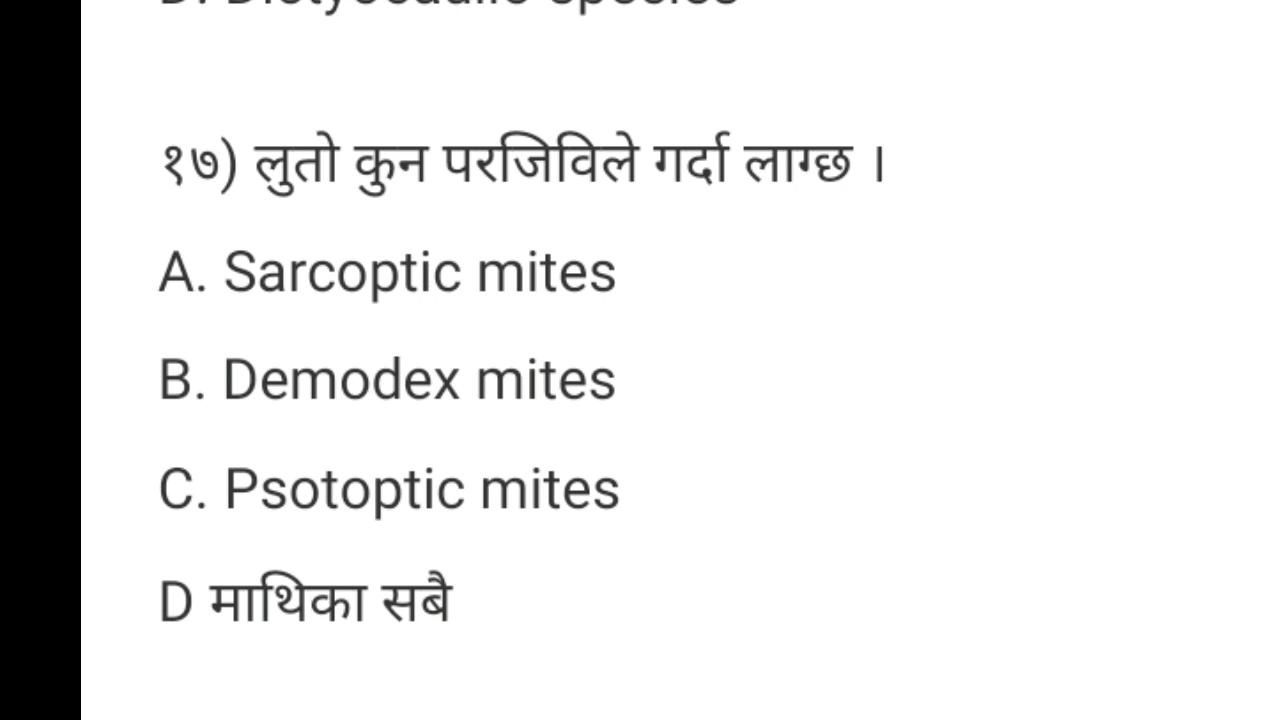 १७) लुतो कुन परजिविले गर्दा लाग्छ ।
A. Sarcoptic mites
B. Demodex mites
C. Psotoptic mites
D माथिका सबै